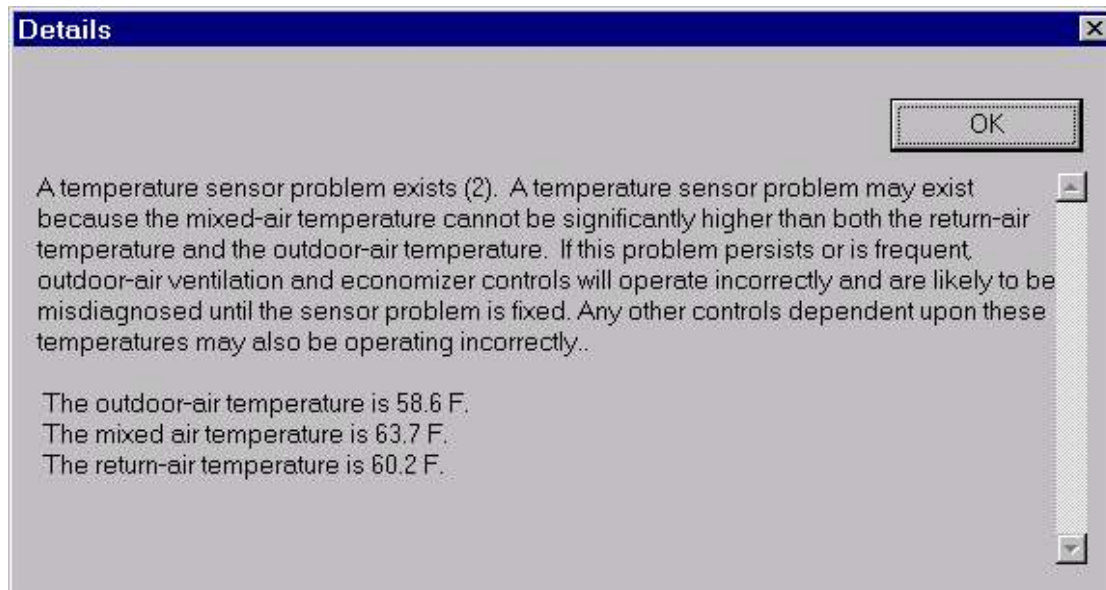 Details
OK
A temperature sensor problem exists (2).  A temperature sensor problem may exist
because the mixed-air temperature cannot be significantly higher than both the return-air
temperature and the outdoor-air temperature.  If this problem persists or is frequent,
outdoor-air ventilation and economizer controls will operate incorrectly and are likely to be
misdiagnosed until the sensor problem is fixed. Any other controls dependent upon these
temperatures may also be operating incorrectly..
The outdoor-air temperature is 58.6 F.
The mixed air temperature is 63.7 F.
The return-air temperature is 60.2 F.